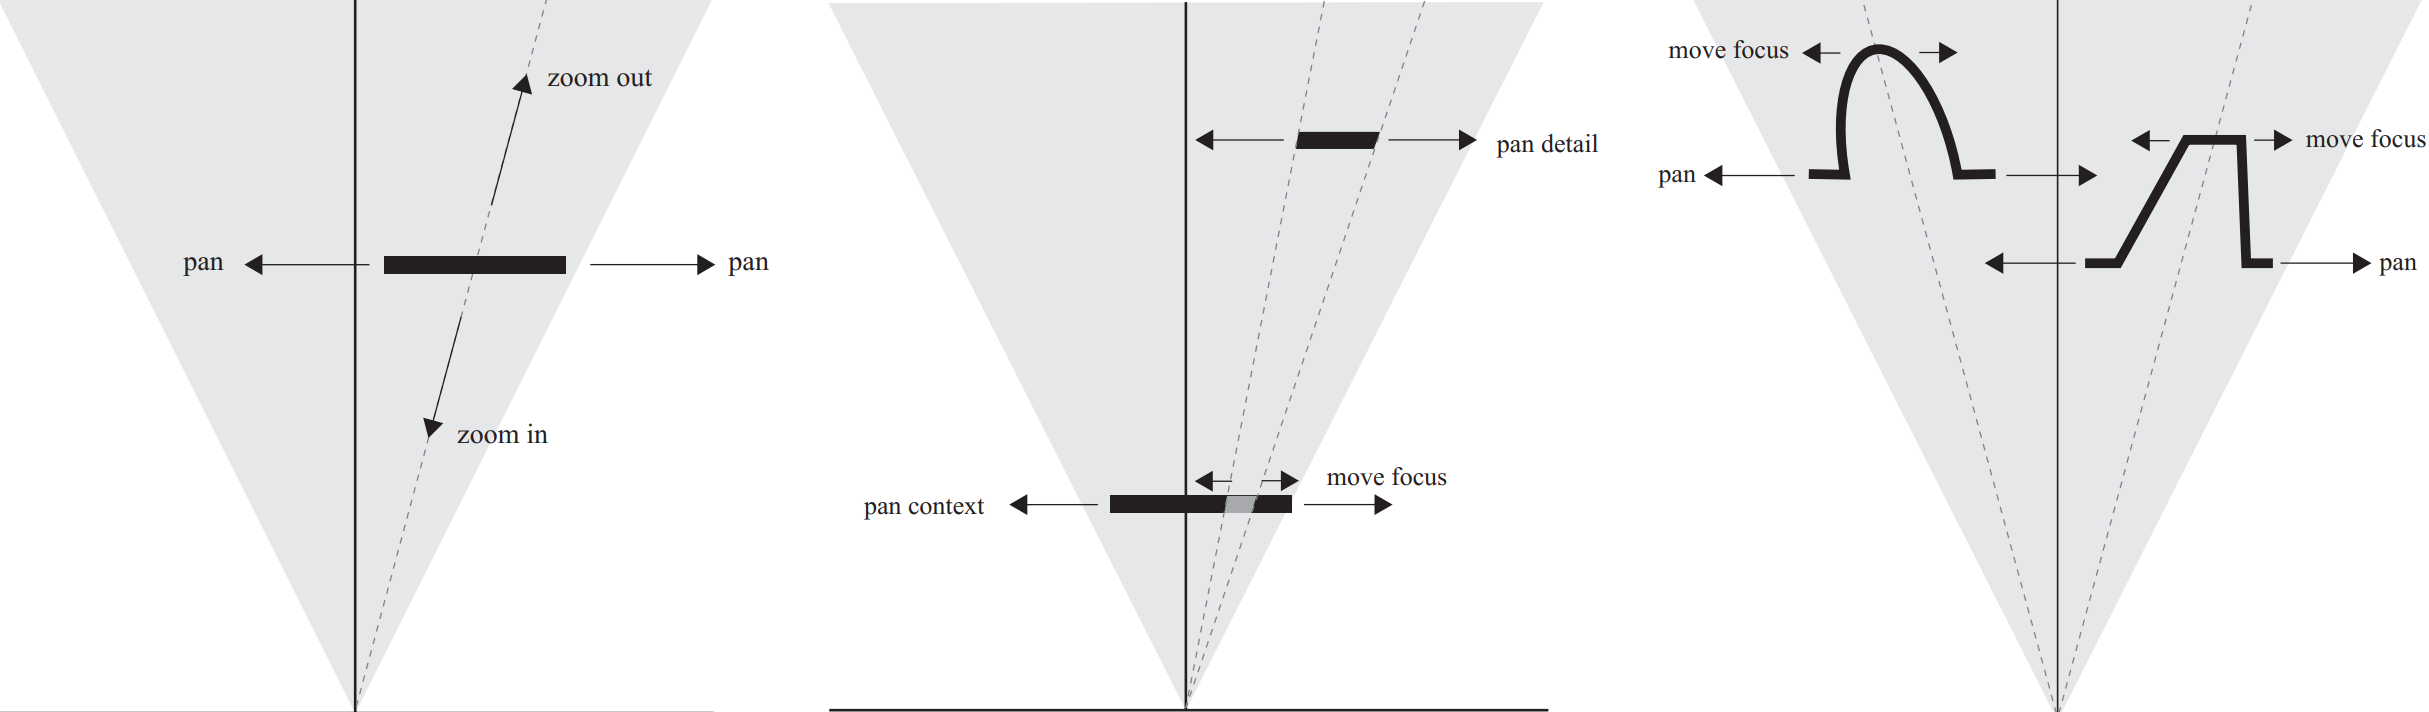 zoom out
pan
pan
zoom in
pan detail
move focus
pan context
move focus
move focus
pan
pan